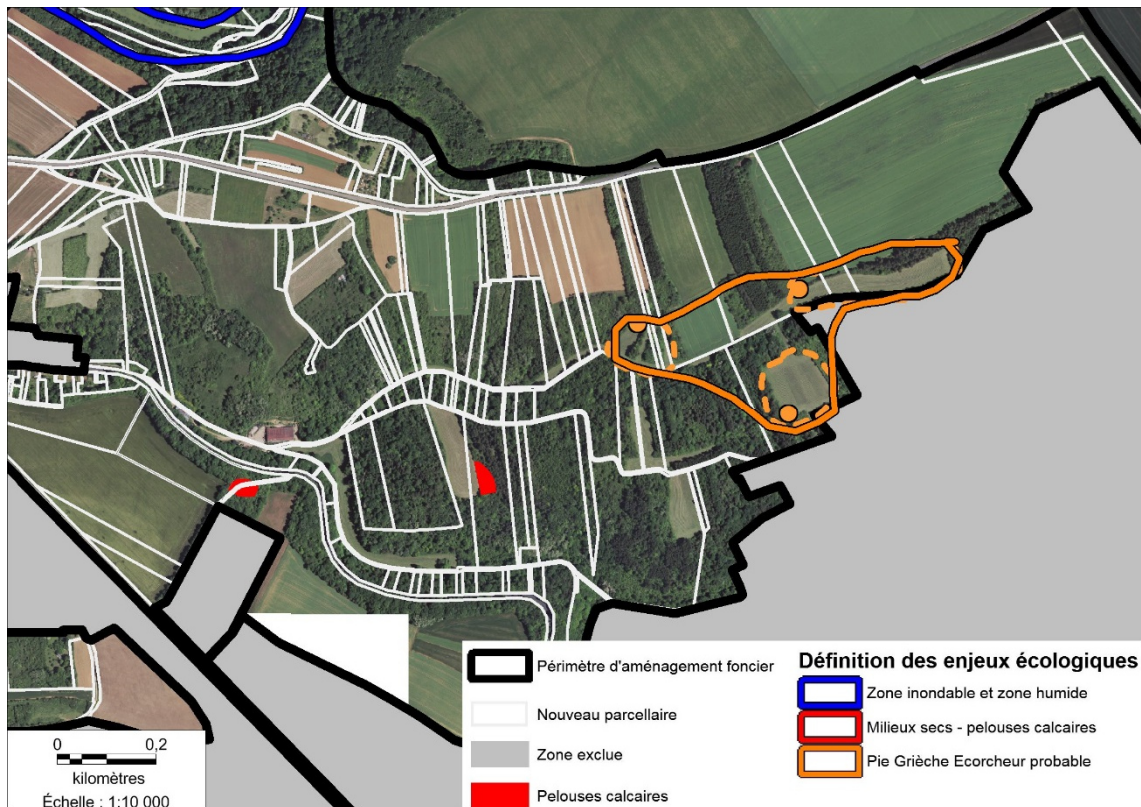 Périmètre d'aménagement foncier
Nouveau parcellaire
Zone exclue
Pelouses calcaires
Définition des enjeux écologiques
Zone inondable et zone humide
Milieux secs - pelouses calcaires
Pie Grièche Ecorcheur probable
0 0,2
kilomètres
Échelle : 1:10 000